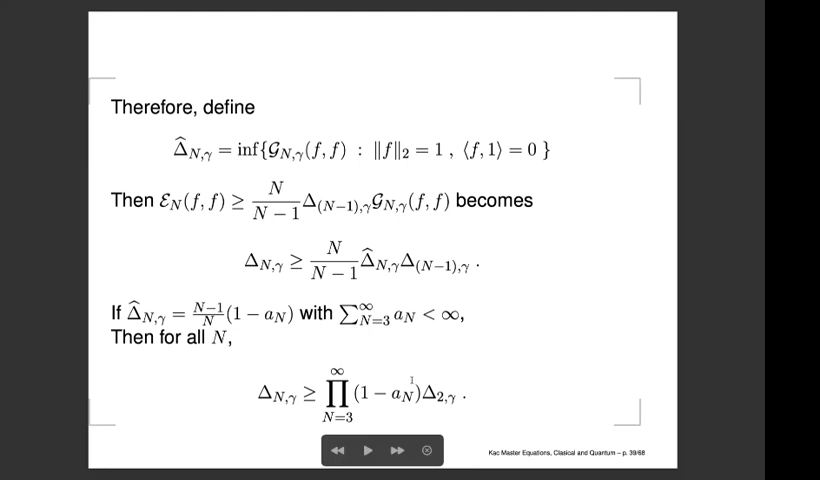 Therefore, define
$\widehat{\Delta}_{N,\gamma} = \inf\{\mathcal{G}_{N,\gamma}(f,f) \ : \ \|f\|_2 = 1 \ , \ \langle f, 1\rangle = 0 \ \}$
Then $\mathcal{E}_N(f,f) \geq \dfrac{N}{N-1}\Delta_{(N-1),\gamma}\mathcal{G}_{N,\gamma}(f,f)$ becomes
$\Delta_{N,\gamma} \geq \dfrac{N}{N-1}\widehat{\Delta}_{N,\gamma}\Delta_{(N-1),\gamma} \ .$
If $\widehat{\Delta}_{N,\gamma} = \frac{N-1}{N}(1 - a_N)$ with $\sum_{N=3}^{\infty} a_N < \infty$,
Then for all $N$,
$\Delta_{N,\gamma} \geq \prod_{N=3}^{\infty}(1 - a_N)\Delta_{2,\gamma} \ .$
Kac Master Equations, Clasical and Quantum – p. 39/68